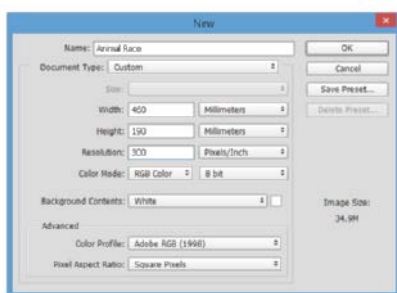 New
Name: Animal Race
OK
Document Type: Custom
Cancel
Size:
Save Preset...
Width: 460 Millimeters
Delete Preset...
Height: 190 Millimeters
Resolution: 300 Pixels/Inch
Color Mode: RGB Color 8 bit
Background Contents: White
Image Size:
34.9M
Advanced
Color Profile: Adobe RGB (1998)
Pixel Aspect Ratio: Square Pixels